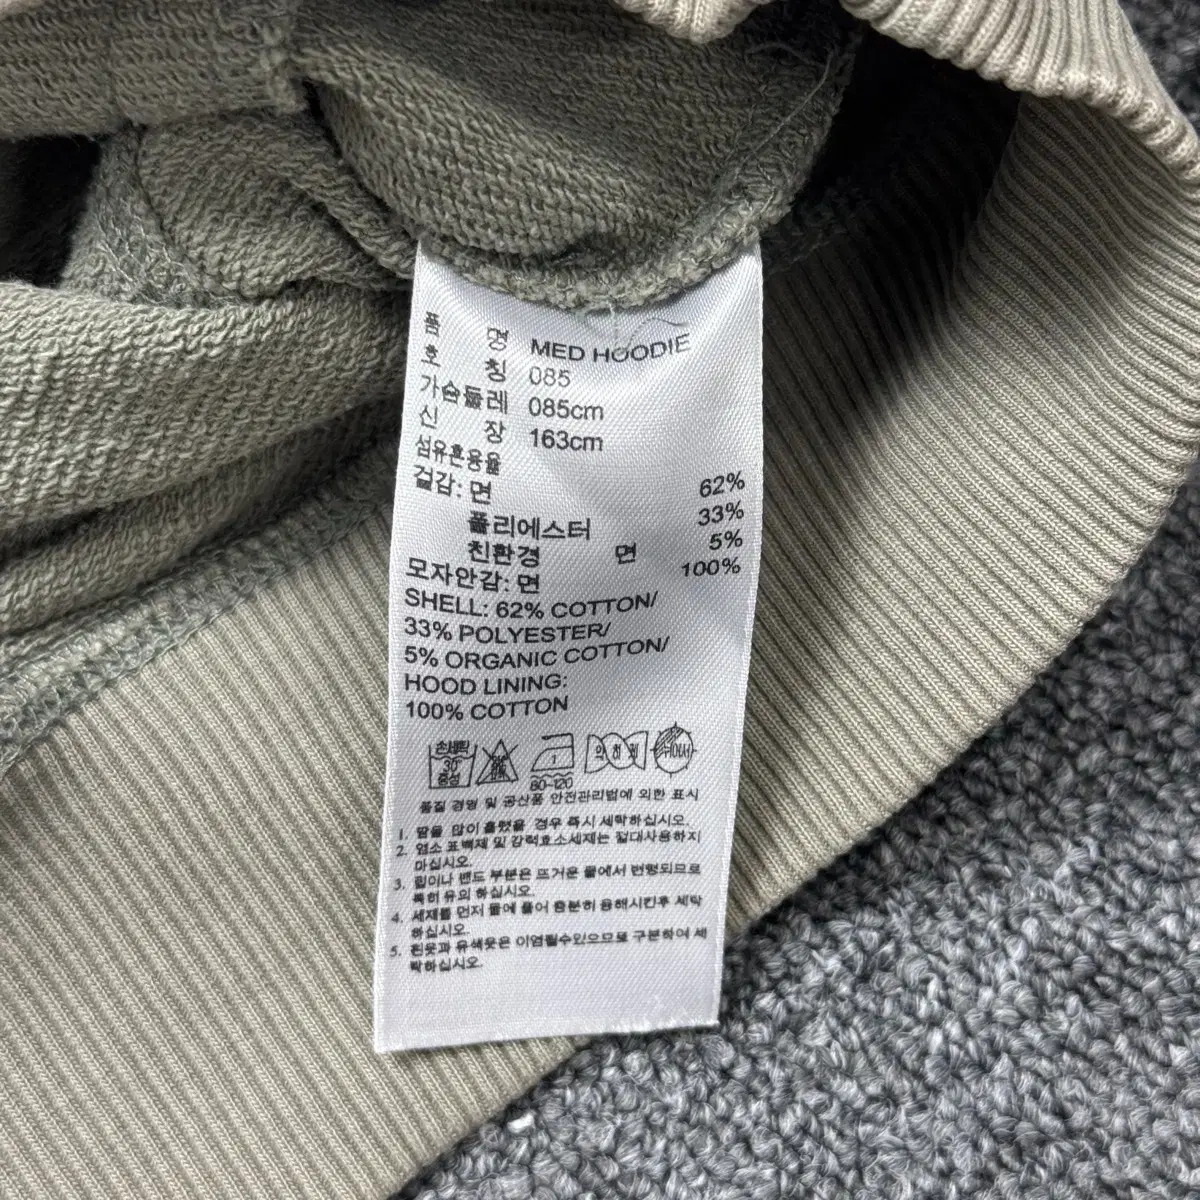 품 명 MED HOODIE
호 칭 085
가슴둘레 085cm
신 장 163cm
섬유혼용율
겉감: 면 62%
폴리에스터 33%
친환경 면 5%
모자안감: 면 100%
SHELL: 62% COTTON/
33% POLYESTER/
5% ORGANIC COTTON/
HOOD LINING:
100% COTTON
손세탁
30
중성
1
80~120
약하게
뉘어서
품질 경영 및 공산품 안전관리법에 의한 표시
1. 땀을 많이 흘렸을 경우 즉시 세탁하십시오.
2. 염소 표백제 및 강력효소세제는 절대사용하지
마십시오.
3. 립이나 밴드 부분은 뜨거운 물에서 변형되므로
특히 유의 하십시오.
4. 세제를 먼저 물에 풀어 충분히 용해시킨후 세탁
하십시오.
5. 흰옷과 유색옷은 이염될수있으므로 구분하여 세
탁하십시오.